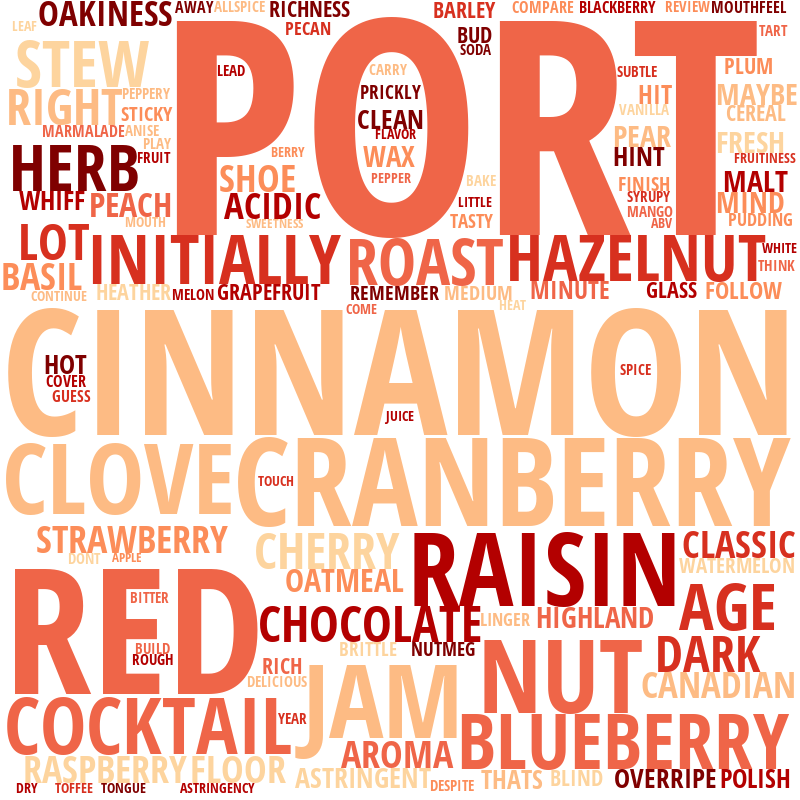 OAKINESS AWAY ALLSPICE RICHNESS BARLEY COMPARE BLACKBERRY REVIEW MOUTHFEEL
LEAF PECAN BUD TART
SODA
PORT
STEW LEAD CARRY SUBTLE PLUM
RIGHT PEPPERY PRICKLY HIT MAYBE
STICKY CLEAN VANILLA CEREAL
MARMALADE ANISE FLAVOR PEAR FRESH
PLAY
HERB FRUIT BERRY WAX HINT FRUITINESS
SHOE PEPPER BAKE FINISH MALT
WHIFF PEACH ACIDIC LITTLE SYRUPY MIND
MOUTH SWEETNESS TASTY MANGO PUDDING
ABV
LOT INITIALLY ROAST HAZELNUT WHITE
BASIL THINK
CONTINUE HEATHER MELON GRAPEFRUIT REMEMBER MEDIUM MINUTE GLASS FOLLOW
COME HEAT
CINNAMON
HOT SPICE
COVER
GUESS
JUICE
CLOVE CRANBERRY
TOUCH
STRAWBERRY CHERRY RAISIN CLASSIC
DONT APPLE WATERMELON
OATMEAL
RED BITTER CHOCOLATE LINGER HIGHLAND AGE
BUILD BRITTLE NUTMEG DARK
ROUGH
RICH NUT
DELICIOUS JAM CANADIAN
COCKTAIL YEAR BLUEBERRY
AROMA
RASPBERRY FLOOR ASTRINGENT THATS BLIND OVERRIPE POLISH
DRY TOFFEE TONGUE ASTRINGENCY DESPITE